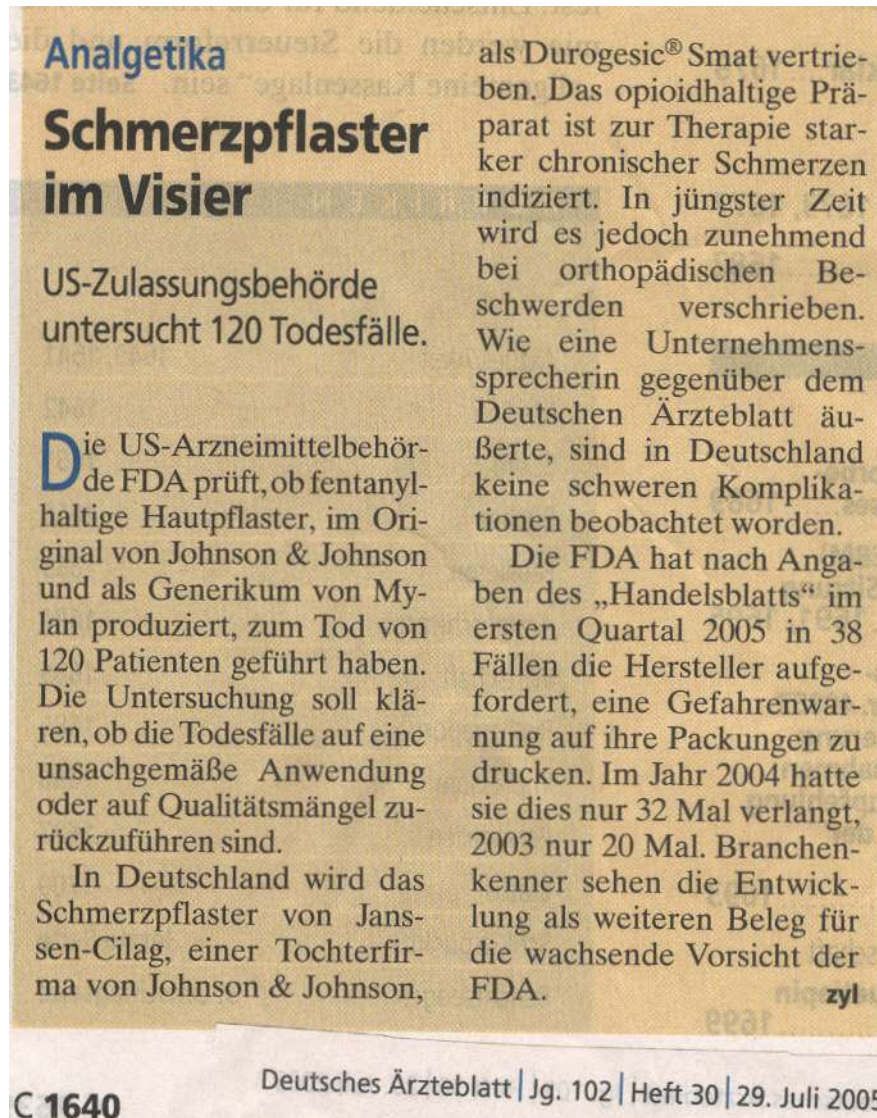 Analgetika
Schmerzpflaster
im Visier
US-Zulassungsbehörde
untersucht 120 Todesfälle.
Die US-Arzneimittelbehör-
de FDA prüft, ob fentanyl-
haltige Hautpflaster, im Ori-
ginal von Johnson & Johnson
und als Generikum von My-
lan produziert, zum Tod von
120 Patienten geführt haben.
Die Untersuchung soll klä-
ren, ob die Todesfälle auf eine
unsachgemäße Anwendung
oder auf Qualitätsmängel zu-
rückzuführen sind.
In Deutschland wird das
Schmerzpflaster von Jans-
sen-Cilag, einer Tochterfir-
ma von Johnson & Johnson,
als Durogesic® Smat vertrie-
ben. Das opioidhaltige Prä-
parat ist zur Therapie star-
ker chronischer Schmerzen
indiziert. In jüngster Zeit
wird es jedoch zunehmend
bei orthopädischen Be-
schwerden verschrieben.
Wie eine Unternehmens-
sprecherin gegenüber dem
Deutschen Ärzteblatt äu-
ßerte, sind in Deutschland
keine schweren Komplika-
tionen beobachtet worden.
Die FDA hat nach Anga-
ben des „Handelsblatts“ im
ersten Quartal 2005 in 38
Fällen die Hersteller aufge-
fordert, eine Gefahrenwar-
nung auf ihre Packungen zu
drucken. Im Jahr 2004 hatte
sie dies nur 32 Mal verlangt,
2003 nur 20 Mal. Branchen-
kenner sehen die Entwick-
lung als weiteren Beleg für
die wachsende Vorsicht der
FDA. zyl
C 1640 Deutsches Ärzteblatt | Jg. 102 | Heft 30 | 29. Juli 2005